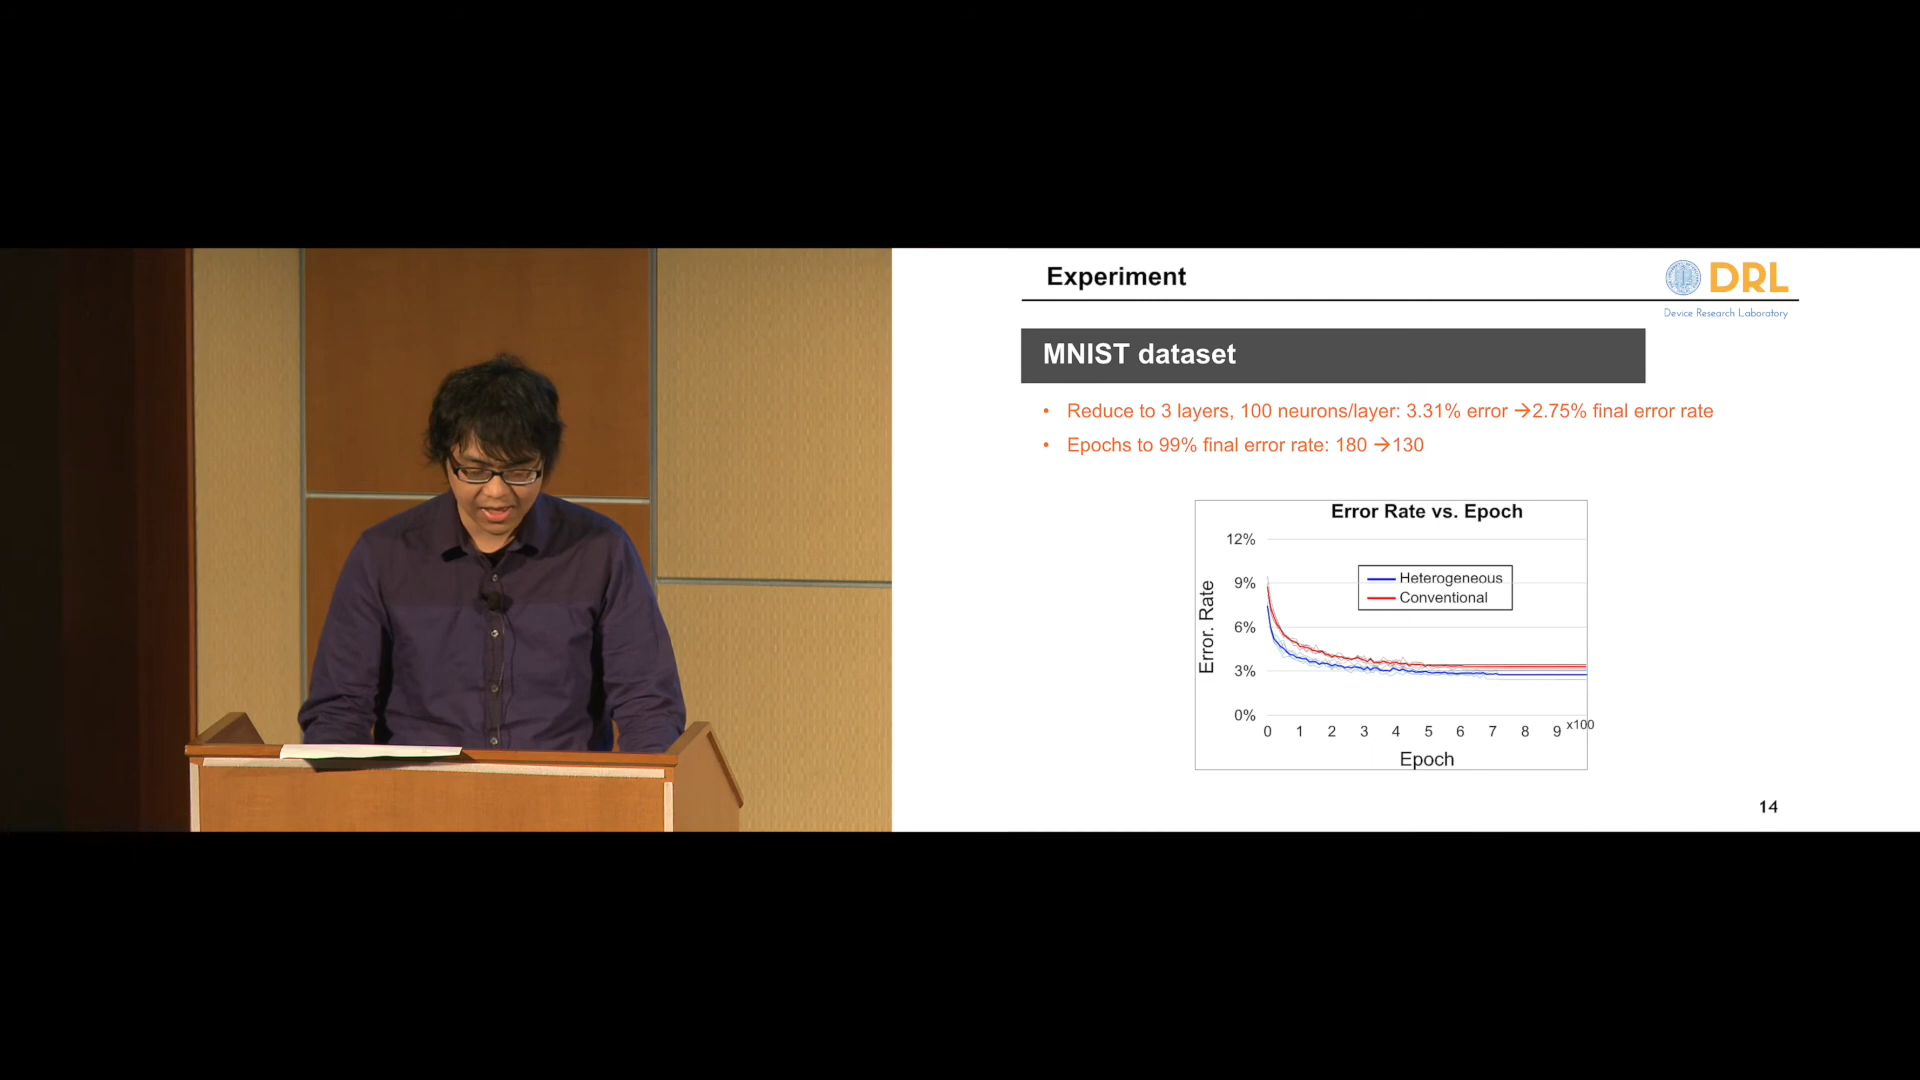 Experiment
DRL
Device Research Laboratory
MNIST dataset
• Reduce to 3 layers, 100 neurons/layer: 3.31% error →2.75% final error rate
• Epochs to 99% final error rate: 180 →130
Error Rate vs. Epoch
12%
9%
6%
3%
0%
Error. Rate
Heterogeneous
Conventional
0 1 2 3 4 5 6 7 8 9 x100
Epoch
14